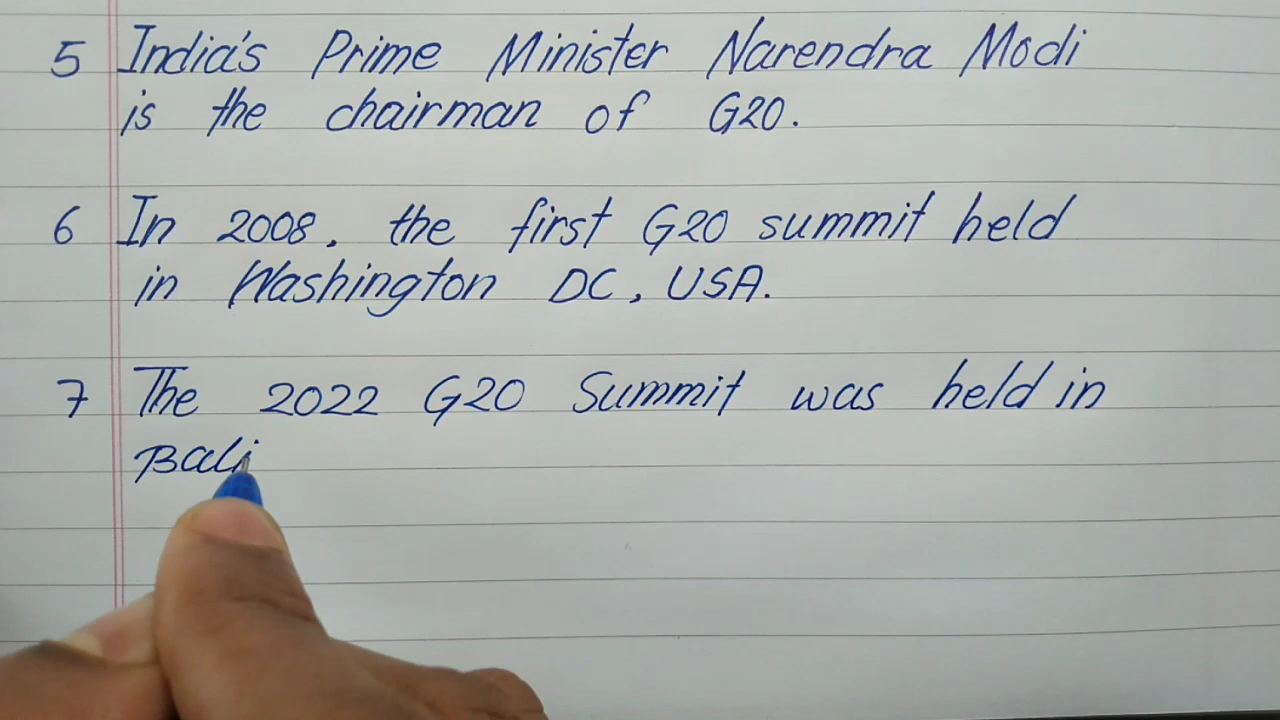 5 India's Prime Minister Narendra Modi
is the chairman of G20.
6 In 2008, the first G20 summit held
in Washington DC, USA.
7 The 2022 G20 Summit was held in
Bali